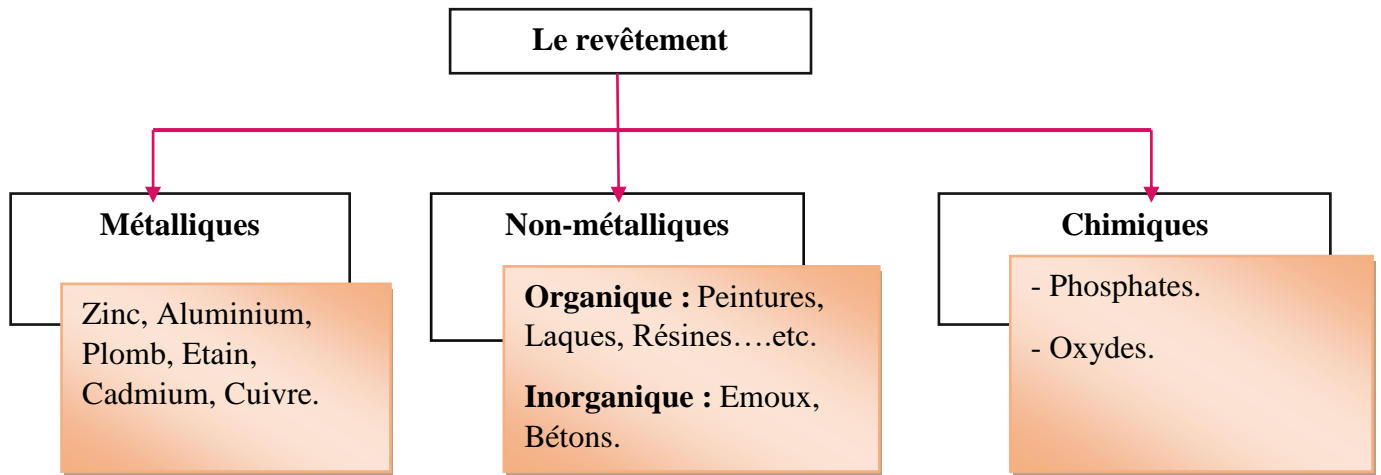 Le revêtement
Métalliques
Zinc, Aluminium,
Plomb, Etain,
Cadmium, Cuivre.
Non-métalliques
Organique : Peintures,
Laques, Résines….etc.
Inorganique : Emoux,
Bétons.
Chimiques
- Phosphates.
- Oxydes.